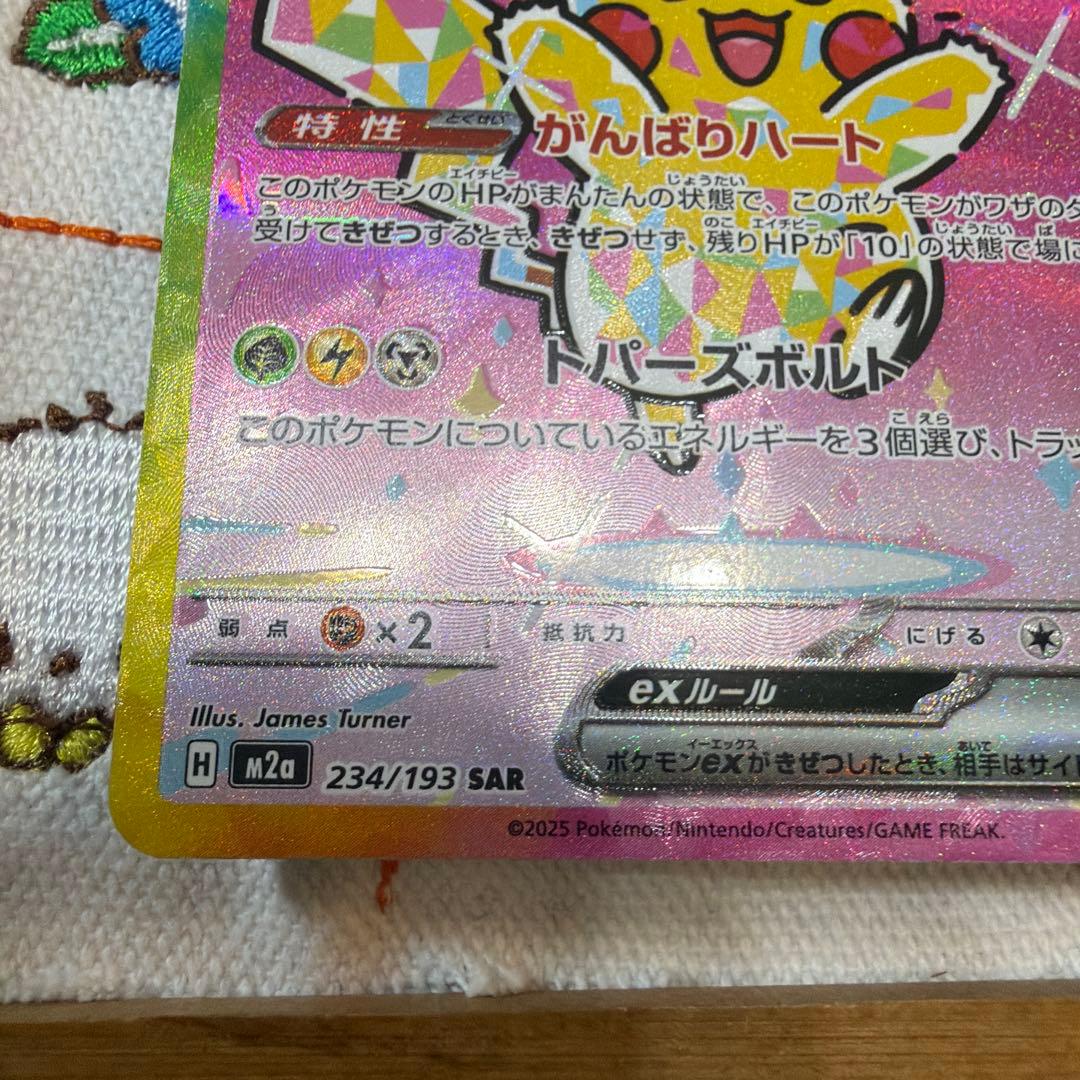 特性 とくせい がんばりハート
このポケモンのHPがまんたんの状態で、このポケモンがワザの
エイチピー じょうたい
受けてきぜつするとき、きぜつせず、残りHPが「10」の状態で場に
う のこ エイチピー じょうたい ば
トパーズボルト
このポケモンについているエネルギーを3個選び、トラッ
こ えら
弱点 ×2 抵抗力 にげる
exルール
ポケモンexがきぜつしたとき、相手はサイド
イーエックス あいて
Illus. James Turner
H M2a 234/193 SAR
©2025 Pokémon/Nintendo/Creatures/GAME FREAK.